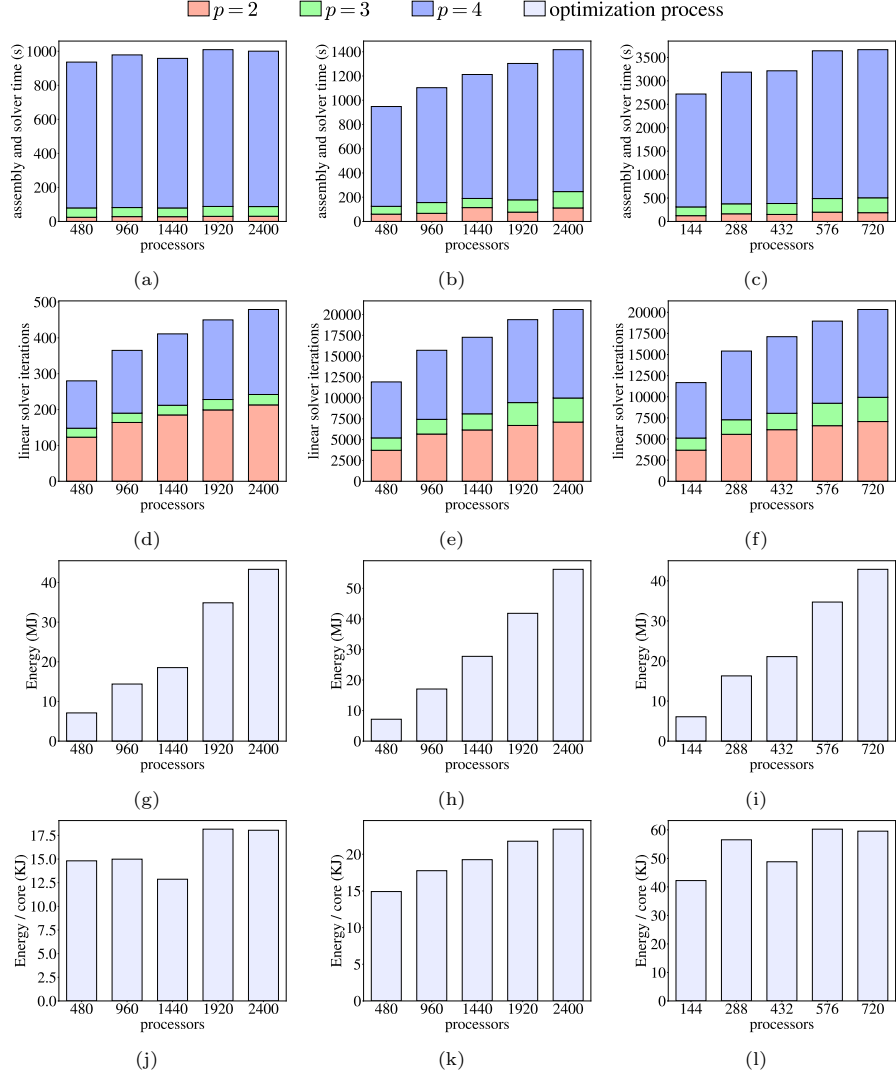 p = 2 p = 3 p = 4 optimization process
assembly and solver time (s)
1000
800
600
400
200
0
480 960 1440 1920 2400
processors
(a)
assembly and solver time (s)
1400
1200
1000
800
600
400
200
0
480 960 1440 1920 2400
processors
(b)
assembly and solver time (s)
3500
3000
2500
2000
1500
1000
500
0
144 288 432 576 720
processors
(c)
linear solver iterations
500
400
300
200
100
0
480 960 1440 1920 2400
processors
(d)
linear solver iterations
20000
17500
15000
12500
10000
7500
5000
2500
0
480 960 1440 1920 2400
processors
(e)
linear solver iterations
20000
17500
15000
12500
10000
7500
5000
2500
0
144 288 432 576 720
processors
(f)
Energy (MJ)
40
30
20
10
0
480 960 1440 1920 2400
processors
(g)
Energy (MJ)
50
40
30
20
10
0
480 960 1440 1920 2400
processors
(h)
Energy (MJ)
40
30
20
10
0
144 288 432 576 720
processors
(i)
Energy / core (KJ)
17.5
15.0
12.5
10.0
7.5
5.0
2.5
0.0
480 960 1440 1920 2400
processors
(j)
Energy / core (KJ)
20
15
10
5
0
480 960 1440 1920 2400
processors
(k)
Energy / core (KJ)
60
50
40
30
20
10
0
144 288 432 576 720
processors
(l)